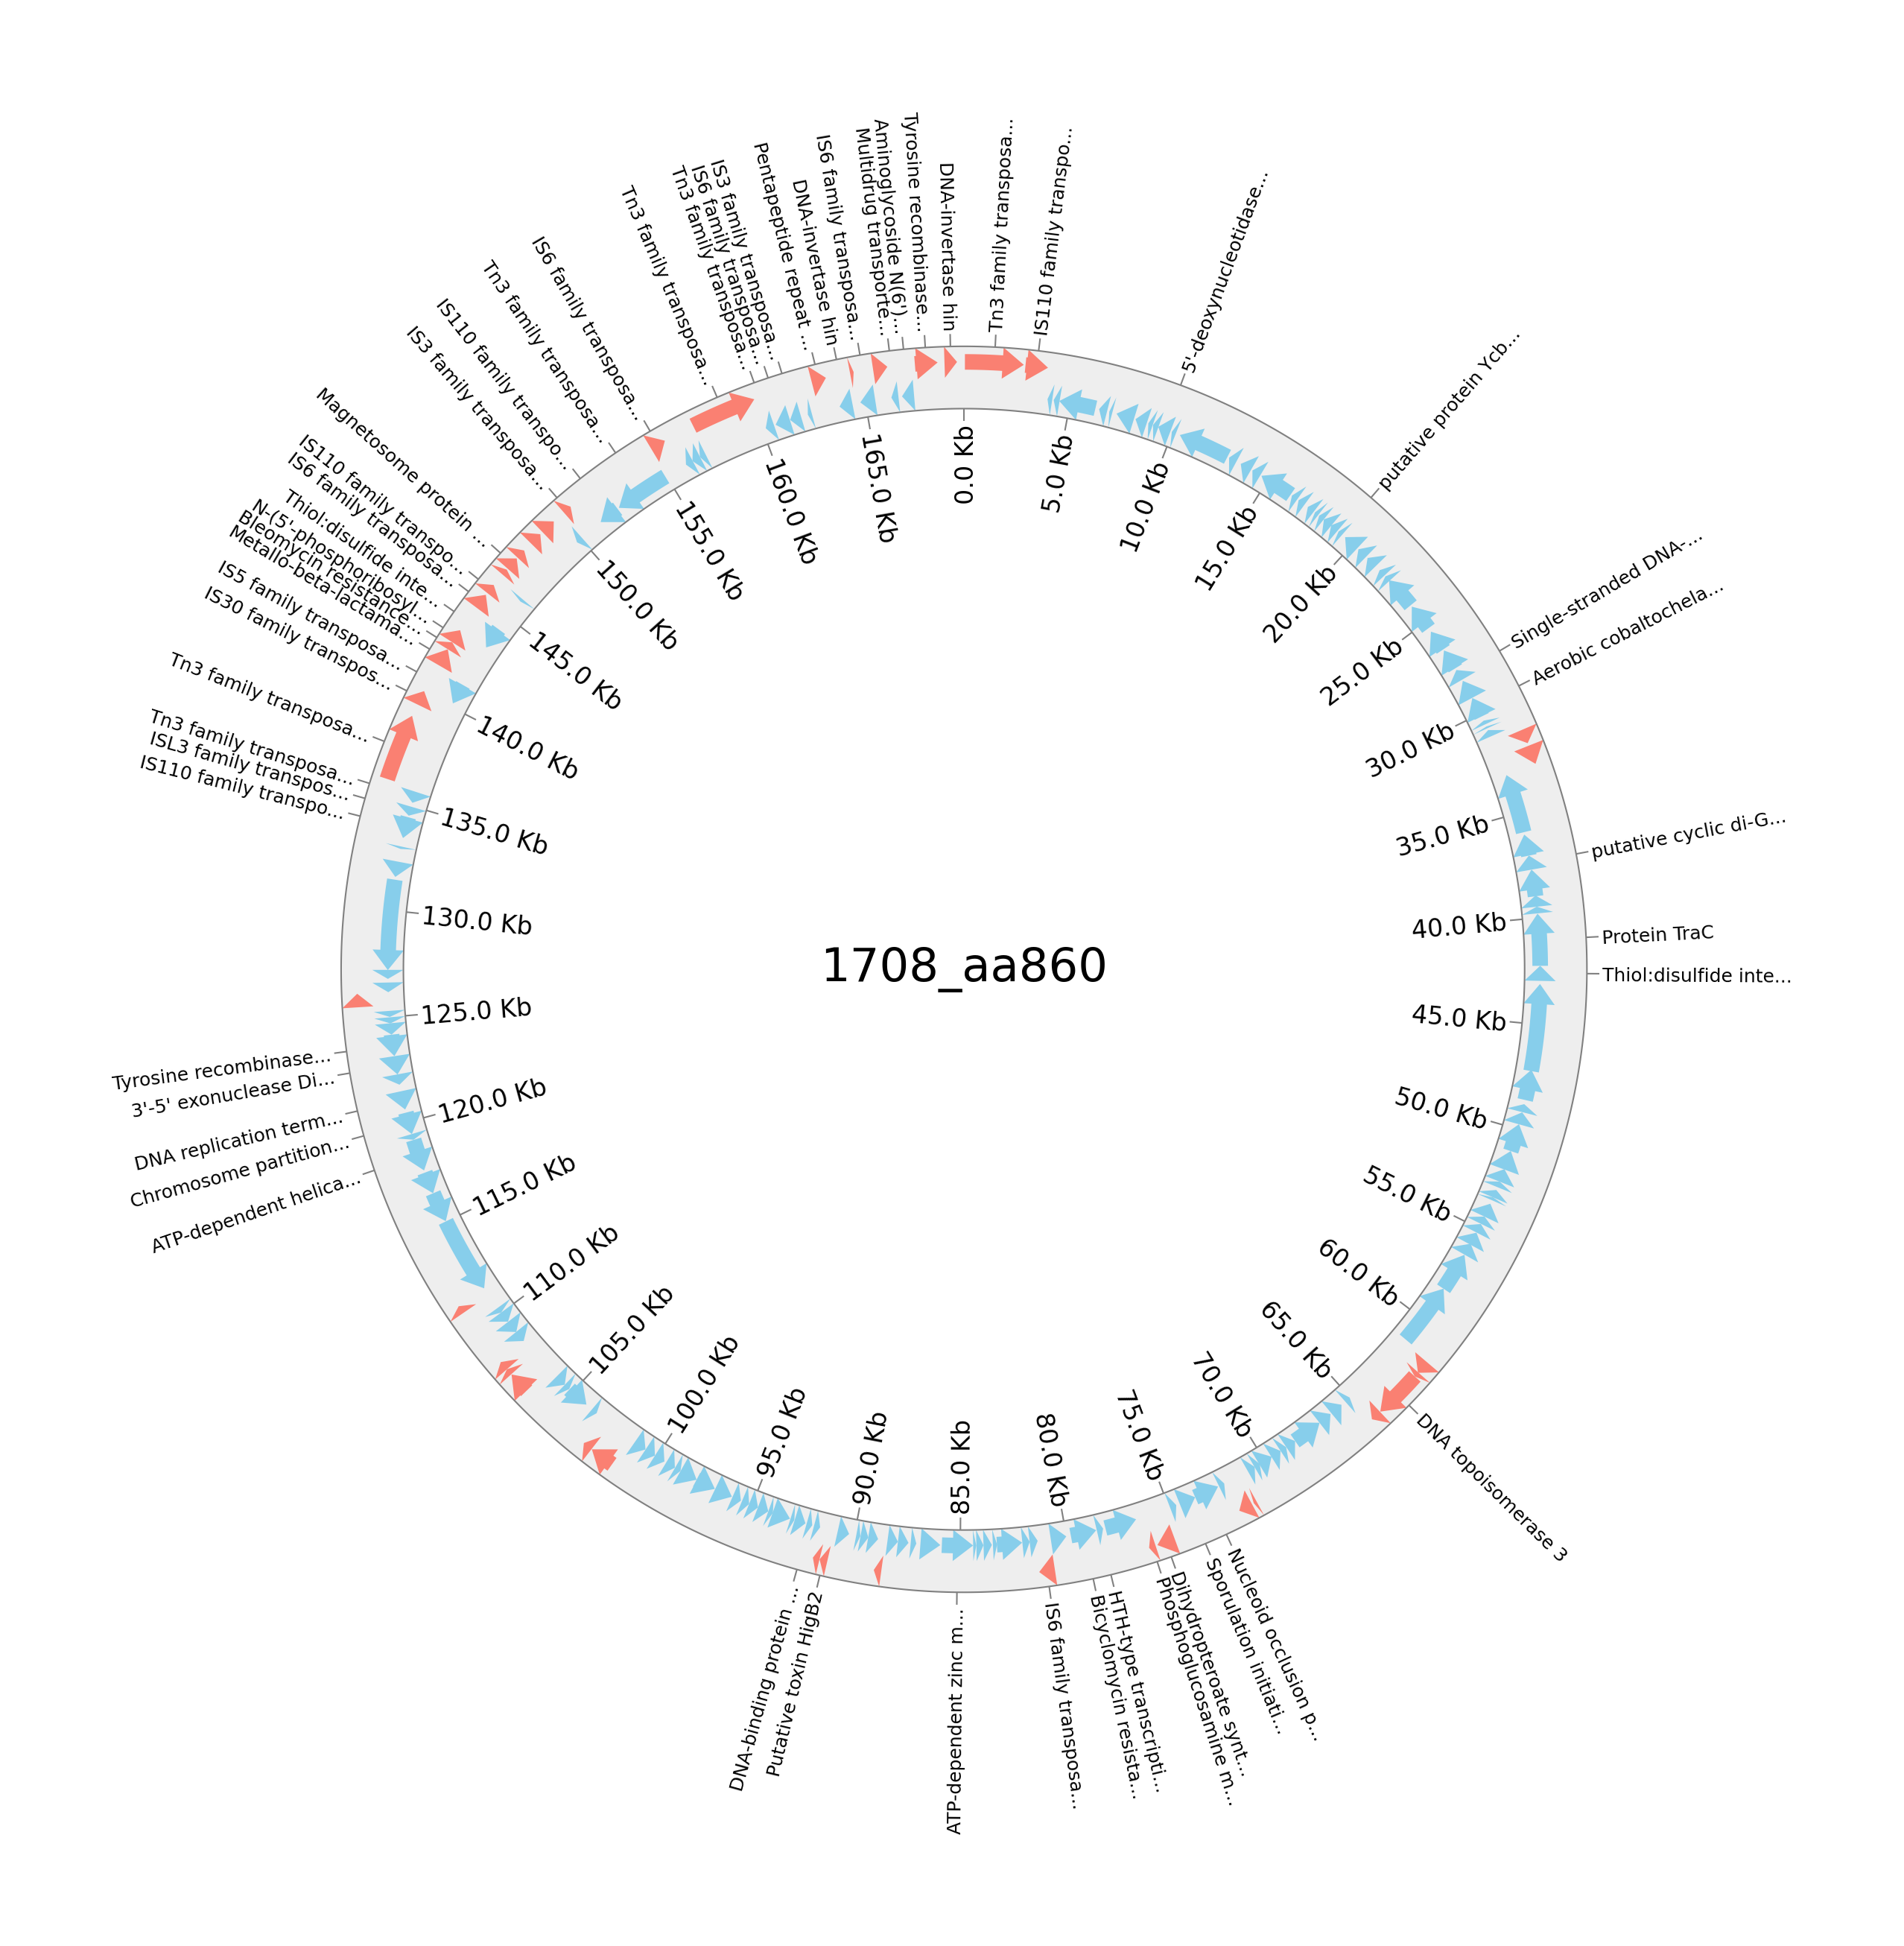 DNA-invertase hin
Tn3 family transposa...
IS110 family transpo...
5'-deoxynucleotidase...
putative protein Ycb...
Single-stranded DNA-...
Aerobic cobaltochela...
putative cyclic di-G...
Protein TraC
Thiol:disulfide inte...
DNA topoisomerase 3
Nucleoid occlusion p...
Sporulation initiati...
Dihydropteroate synt...
Phosphoglucosamine m...
HTH-type transcripti...
Bicyclomycin resista...
IS6 family transposa...
ATP-dependent zinc m...
Putative toxin HigB2
DNA-binding protein ...
ATP-dependent helica...
Chromosome partition...
DNA replication term...
3'-5' exonuclease Di...
Tyrosine recombinase...
IS110 family transpo...
ISL3 family transpos...
Tn3 family transposa...
Tn3 family transposa...
IS30 family transpos...
IS5 family transposa...
Metallo-beta-lactama...
Bleomycin resistance...
N-(5'-phosphoribosyl...
Thiol:disulfide inte...
IS6 family transposa...
IS110 family transpo...
Magnetosome protein ...
IS3 family transposa...
IS110 family transpo...
Tn3 family transposa...
IS6 family transposa...
Tn3 family transposa...
Tn3 family transposa...
IS6 family transposa...
IS3 family transposa...
Pentapeptide repeat ...
DNA-invertase hin
IS6 family transposa...
Multidrug transporte...
Aminoglycoside N(6')...
Tyrosine recombinase...
0.0 Kb
5.0 Kb
10.0 Kb
15.0 Kb
20.0 Kb
25.0 Kb
30.0 Kb
35.0 Kb
40.0 Kb
45.0 Kb
50.0 Kb
55.0 Kb
60.0 Kb
65.0 Kb
70.0 Kb
75.0 Kb
80.0 Kb
85.0 Kb
90.0 Kb
95.0 Kb
100.0 Kb
105.0 Kb
110.0 Kb
115.0 Kb
120.0 Kb
125.0 Kb
130.0 Kb
135.0 Kb
140.0 Kb
145.0 Kb
150.0 Kb
155.0 Kb
160.0 Kb
165.0 Kb
1708_aa860